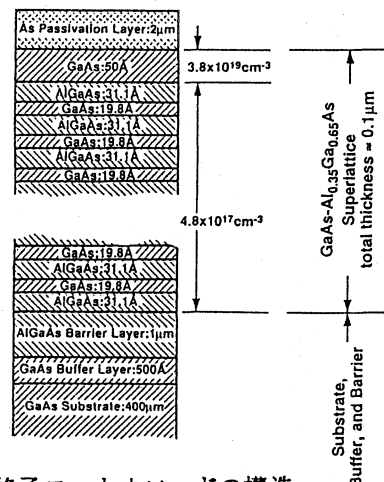 As Passivation Layer:2μm
GaAs:50Å
AlGaAs:31.1Å
GaAs:19.8Å
AlGaAs:31.1Å
GaAs:19.8Å
AlGaAs:31.1Å
GaAs:19.8Å
GaAs:19.8Å
AlGaAs:31.1Å
GaAs:19.8Å
AlGaAs:31.1Å
AlGaAs Barrier Layer:1μm
GaAs Buffer Layer:500Å
GaAs Substrate:400μm
3.8x10¹⁹cm⁻³
4.8x10¹⁷cm⁻³
GaAs-Al₀.₃₅Ga₀.₆₅As
Superlattice
total thickness ≈ 0.1μm
Substrate,
Buffer, and Barrier
の構造